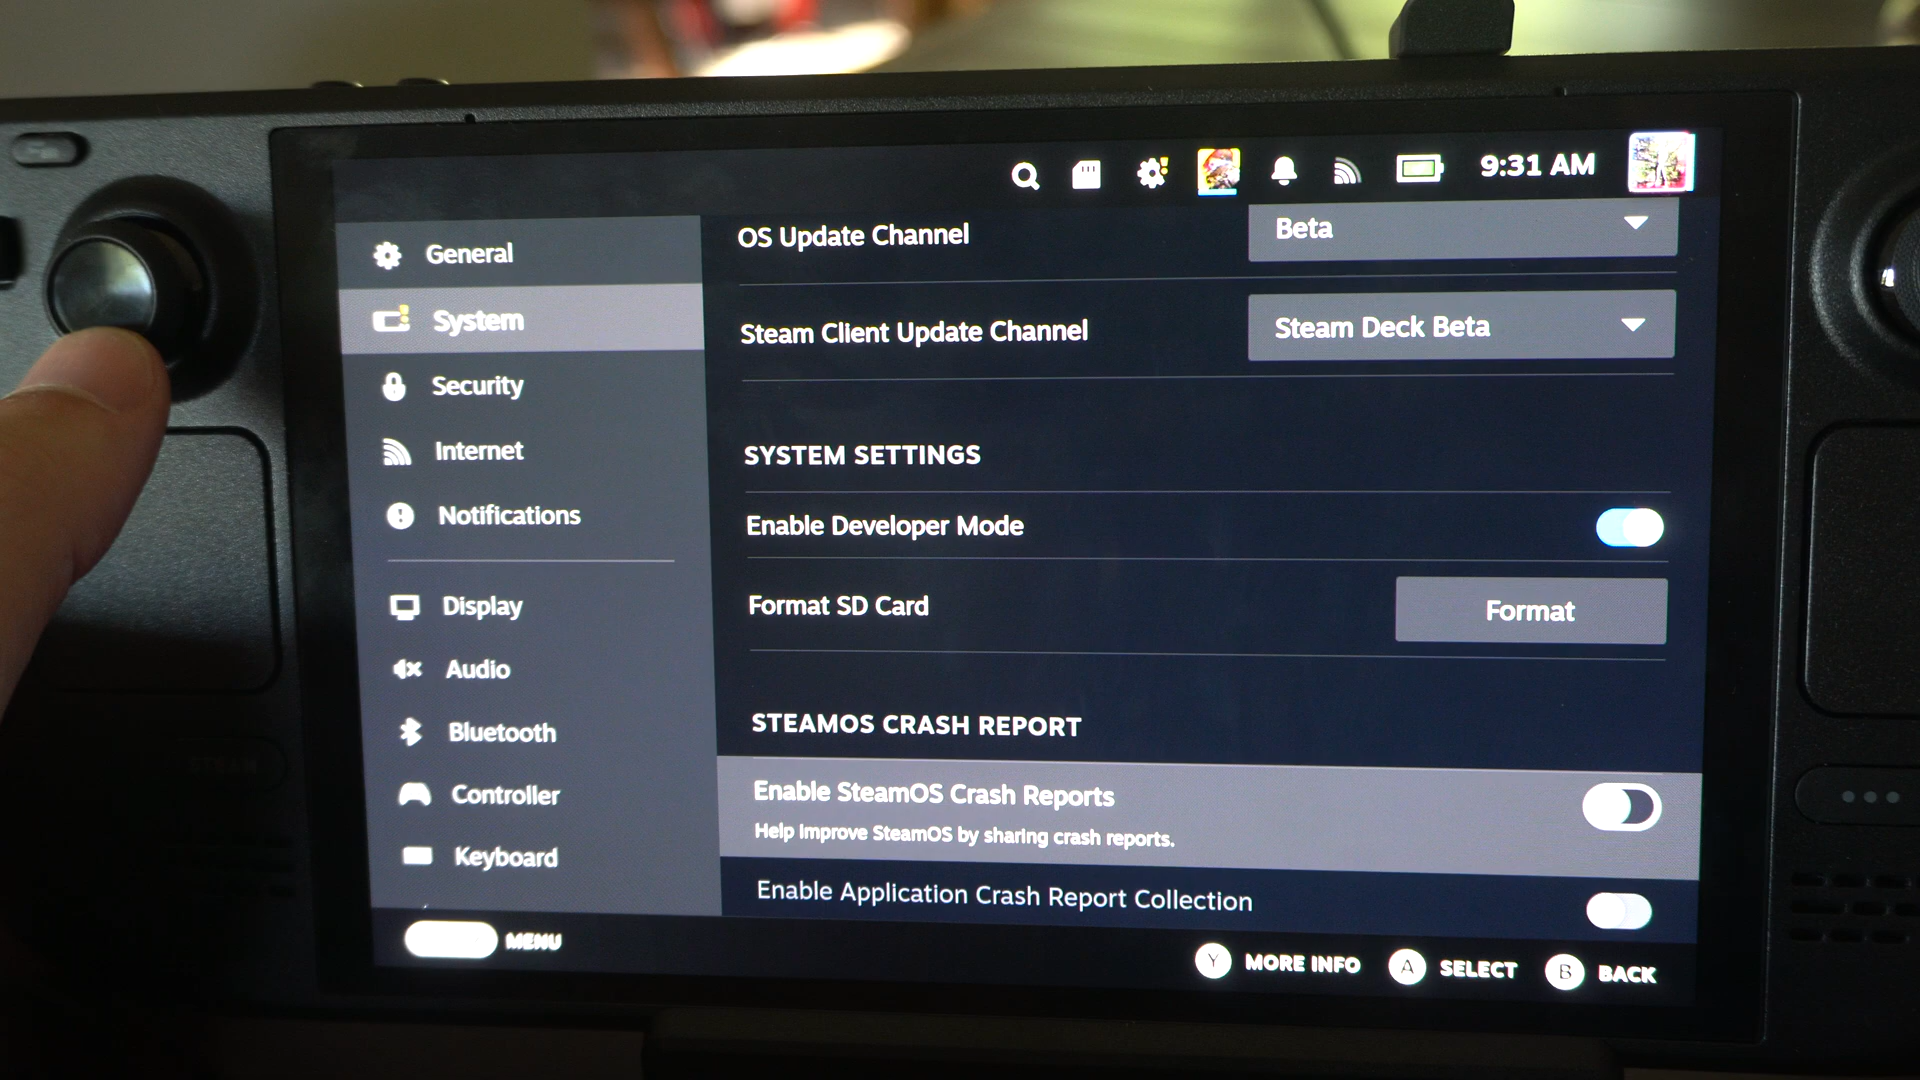 9:31 AM
General
System
Security
Internet
Notifications
Display
Audio
Bluetooth
Controller
Keyboard
OS Update Channel
Beta
Steam Client Update Channel
Steam Deck Beta
SYSTEM SETTINGS
Enable Developer Mode
Format SD Card
Format
STEAMOS CRASH REPORT
Enable SteamOS Crash Reports
Help improve SteamOS by sharing crash reports.
Enable Application Crash Report Collection
MENU
Y MORE INFO
A SELECT
B BACK